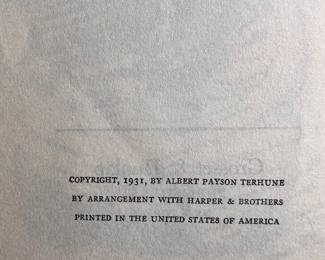 COPYRIGHT, 1931, BY ALBERT PAYSON TERHUNE
BY ARRANGEMENT WITH HARPER & BROTHERS
PRINTED IN THE UNITED STATES OF AMERICA